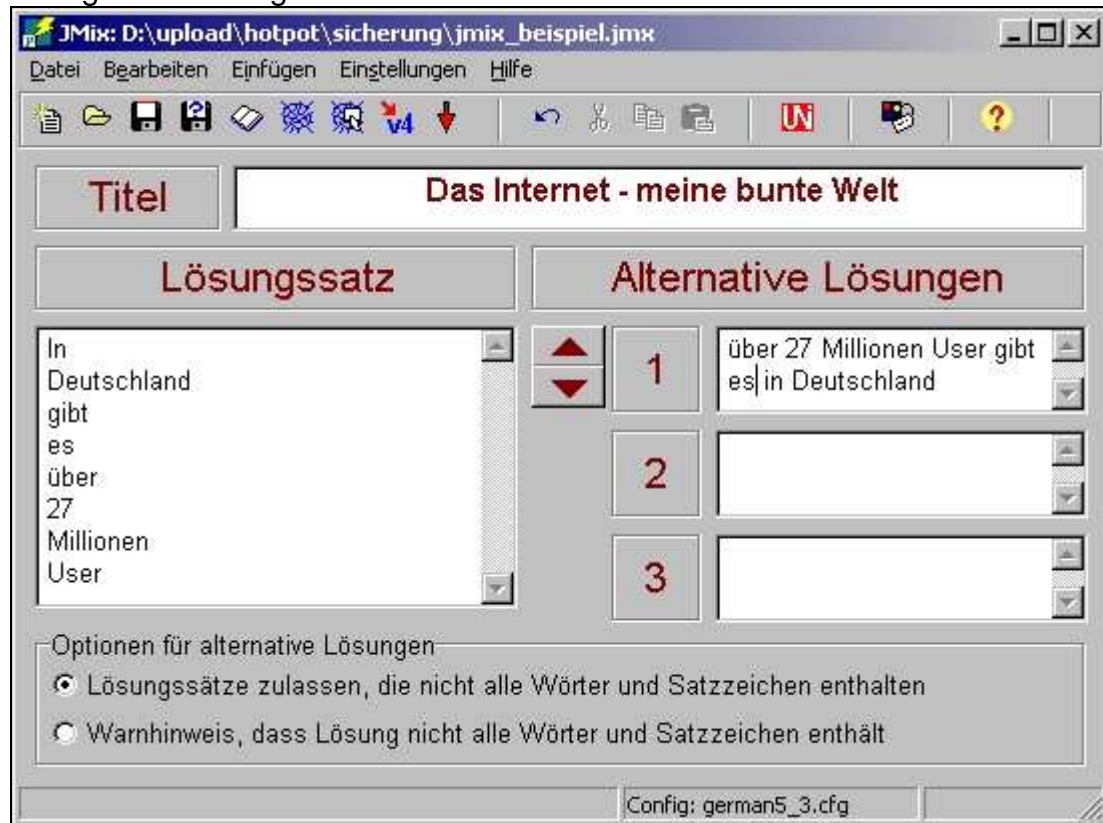 JMix: D:\upload\hotpot\sicherung\jmix_beispiel.jmx
Datei Bearbeiten Einfügen Einstellungen Hilfe
V4
UN
?
Titel
Das Internet - meine bunte Welt
Lösungssatz
Alternative Lösungen
In
Deutschland
gibt
es
über
27
Millionen
User
1
über 27 Millionen User gibt
es in Deutschland
2
3
Optionen für alternative Lösungen
Lösungssätze zulassen, die nicht alle Wörter und Satzzeichen enthalten
Warnhinweis, dass Lösung nicht alle Wörter und Satzzeichen enthält
Config: german5_3.cfg